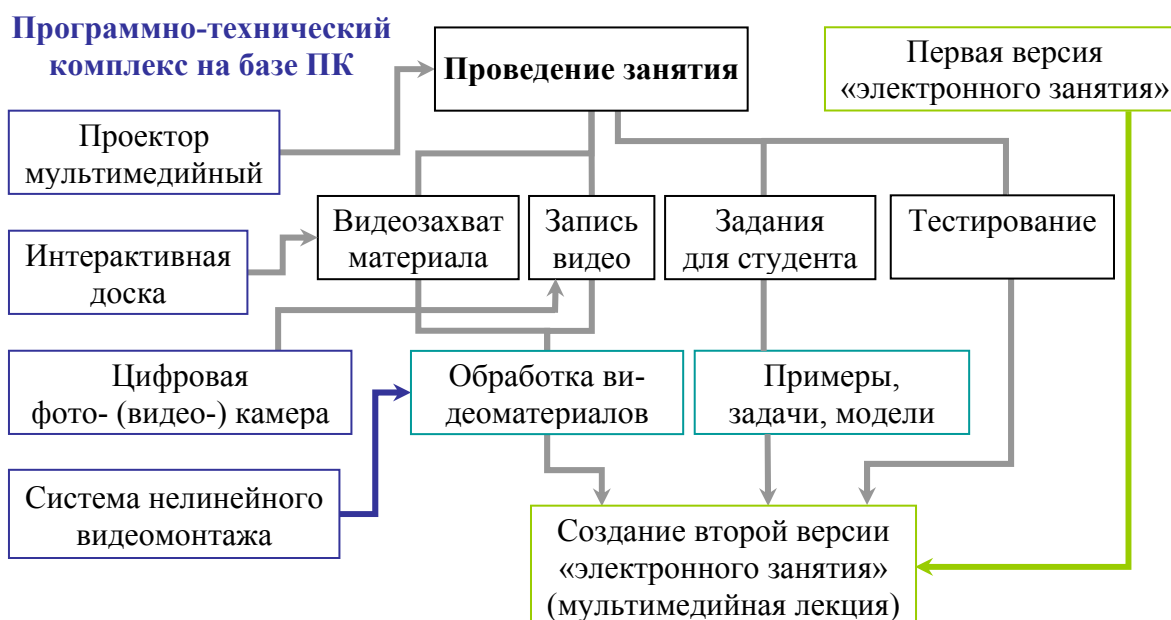 Программно-технический
комплекс на базе ПК
Проведение занятия
Первая версия
«электронного занятия»
Проектор
мультимедийный
Видеозахват
материала
Запись
видео
Задания
для студента
Тестирование
Интерактивная
доска
Цифровая
фото- (видео-) камера
Обработка ви-
деоматериалов
Примеры,
задачи, модели
Система нелинейного
видеомонтажа
Создание второй версии
«электронного занятия»
(мультимедийная лекция)